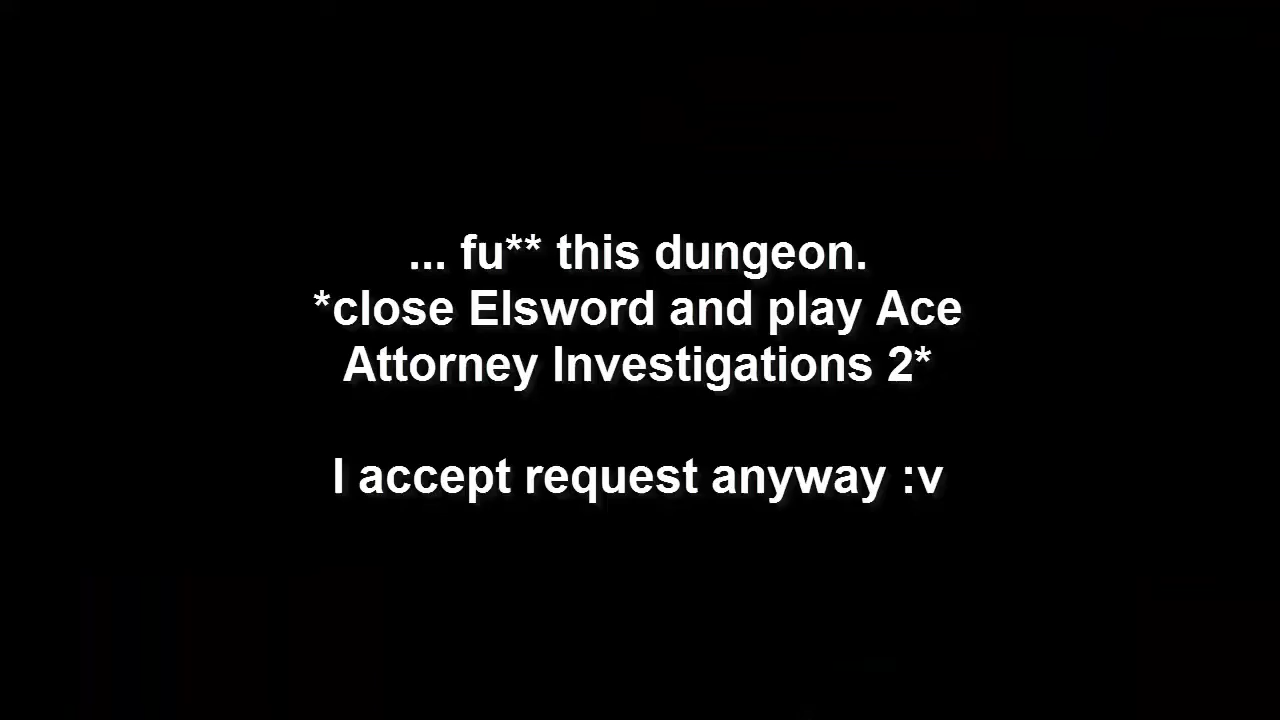 ... fu** this dungeon.
*close Elsword and play Ace
Attorney Investigations 2*
I accept request anyway :v